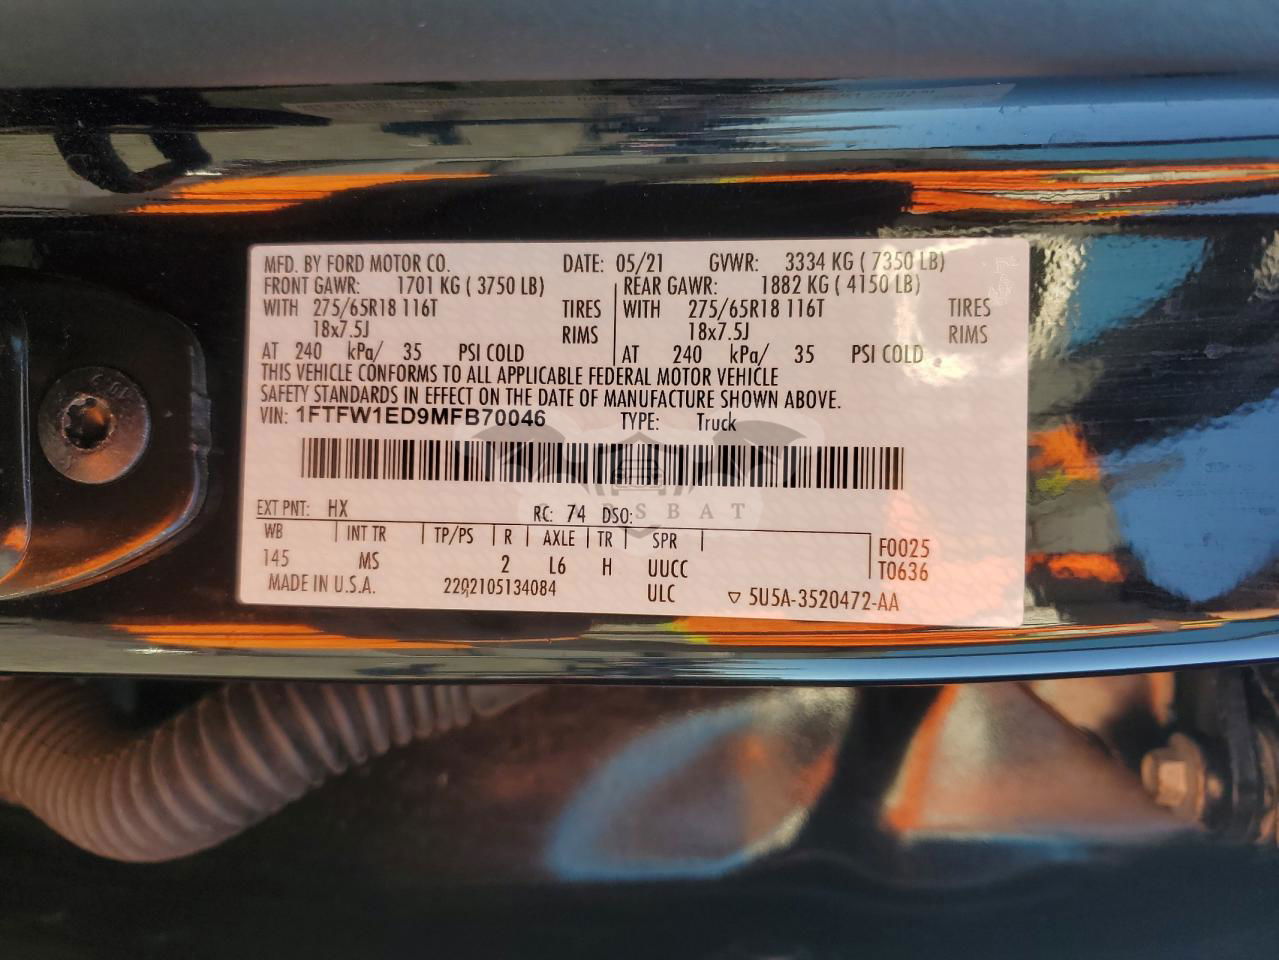 MFD. BY FORD MOTOR CO. DATE: 05/21 GVWR: 3334 KG ( 7350 LB)
FRONT GAWR: 1701 KG ( 3750 LB) REAR GAWR: 1882 KG ( 4150 LB)
WITH 275/65R18 116T TIRES WITH 275/65R18 116T TIRES
18x7.5J RIMS 18x7.5J RIMS
AT 240 kPa/ 35 PSI COLD AT 240 kPa/ 35 PSI COLD
THIS VEHICLE CONFORMS TO ALL APPLICABLE FEDERAL MOTOR VEHICLE
SAFETY STANDARDS IN EFFECT ON THE DATE OF MANUFACTURE SHOWN ABOVE.
VIN: 1FTFW1ED9MFB70046 TYPE: Truck
EXT PNT: HX RC: 74 DSO:
WB INT TR TP/PS R AXLE TR SPR F0025
145 MS 2 L6 H UUCC T0636
MADE IN U.S.A. 2202105134084 ULC 5U5A-3520472-AA